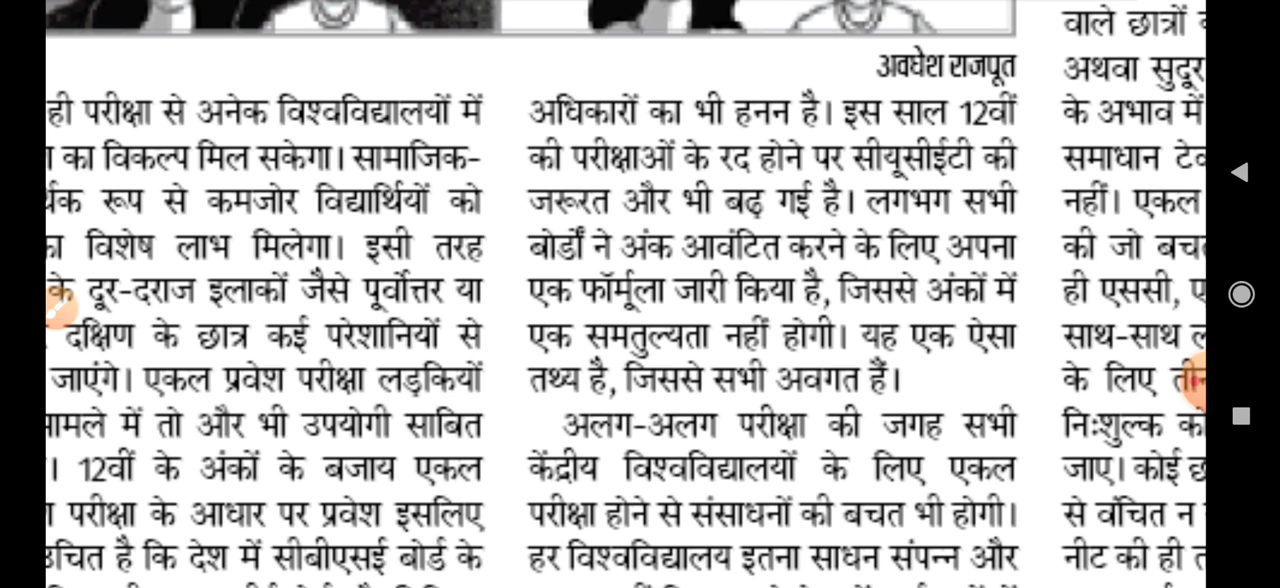 अवधेश राजपूत
ही परीक्षा से अनेक विश्वविद्यालयों में
का विकल्प मिल सकेगा। सामाजिक-
रूप से कमजोर विद्यार्थियों को
विशेष लाभ मिलेगा। इसी तरह
के दूर-दराज इलाकों जैसे पूर्वोत्तर या
दक्षिण के छात्र कई परेशानियों से
जाएंगे। एकल प्रवेश परीक्षा लड़कियों
में तो और भी उपयोगी साबित
। 12वीं के अंकों के बजाय एकल
परीक्षा के आधार पर प्रवेश इसलिए
है कि देश में सीबीएसई बोर्ड के
अधिकारों का भी हनन है। इस साल 12वीं
की परीक्षाओं के रद होने पर सीयूसीईटी की
जरूरत और भी बढ़ गई है। लगभग सभी
बोर्डों ने अंक आवंटित करने के लिए अपना
एक फॉर्मूला जारी किया है, जिससे अंकों में
एक समतुल्यता नहीं होगी। यह एक ऐसा
तथ्य है, जिससे सभी अवगत हैं।
अलग-अलग परीक्षा की जगह सभी
केंद्रीय विश्वविद्यालयों के लिए एकल
परीक्षा होने से संसाधनों की बचत भी होगी।
हर विश्वविद्यालय इतना साधन संपन्न और
वाले छात्रों
अथवा सुदूर
के अभाव में
समाधान
नहीं। एकल
की जो
ही एससी,
साथ-साथ
के लिए
निःशुल्क
जाए। कोई
से वंचित न
नीट की ही